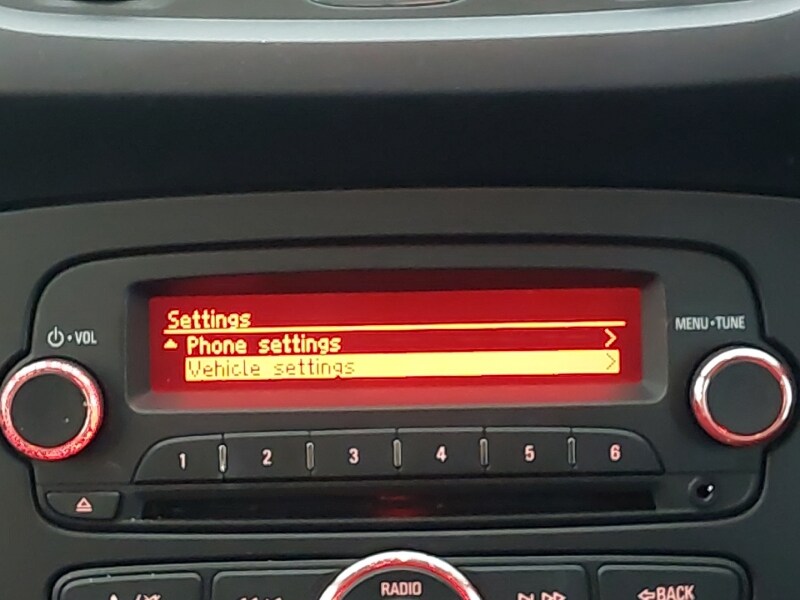 Settings
Phone settings
Vehicle settings
VOL
MENU•TUNE
1 2 3 4 5 6
RADIO
BACK